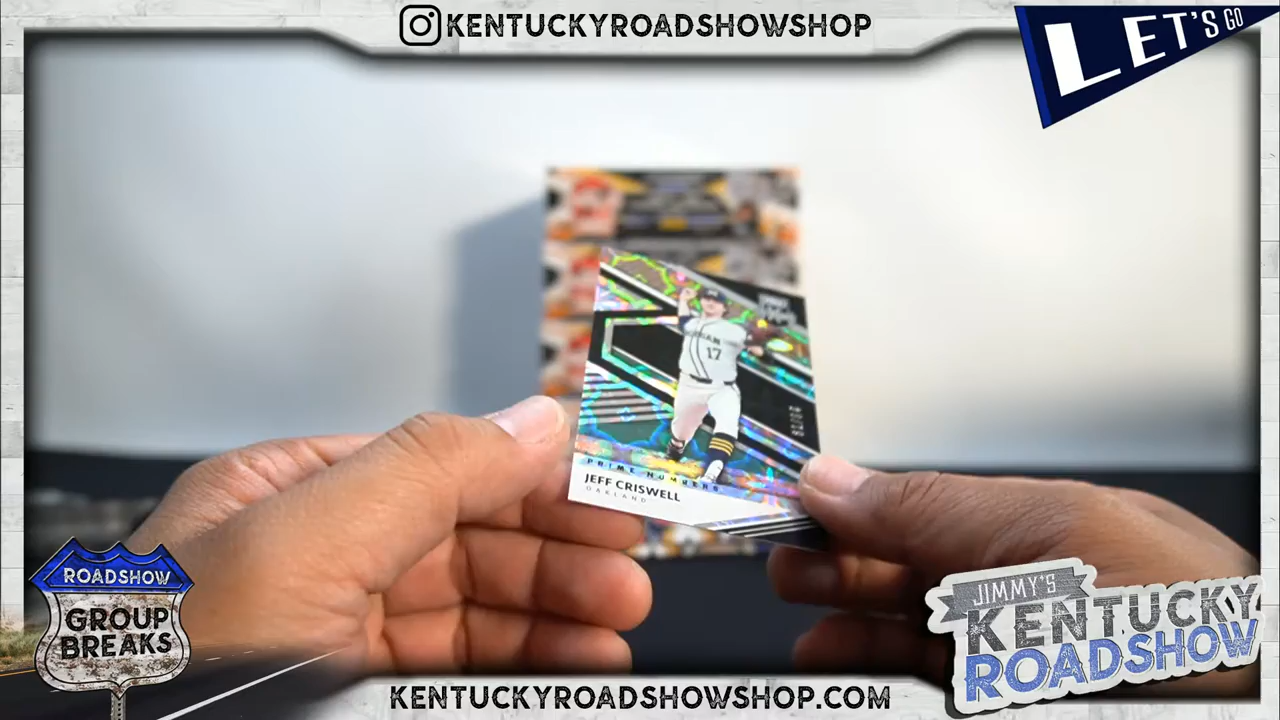 KENTUCKYROADSHOWSHOP
LET'S GO
17
PRIME NUMBERS
JEFF CRISWELL
OAKLAND
ROADSHOW
GROUP
BREAKS
JIMMY'S
KENTUCKY
ROADSHOW
KENTUCKYROADSHOWSHOP.COM